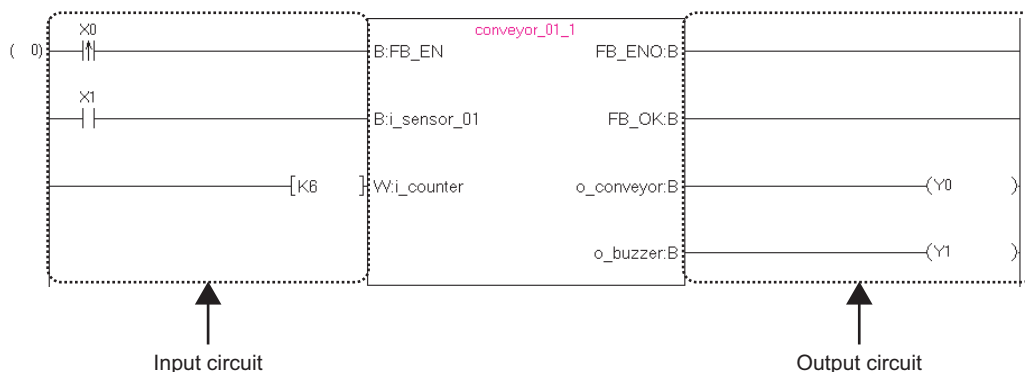 conveyor_01_1
X0
( 0) B:FB_EN FB_ENO:B
X1
B:i_sensor_01 FB_OK:B
[K6 ] W:i_counter o_conveyor:B (Y0 )
o_buzzer:B (Y1 )
Input circuit Output circuit